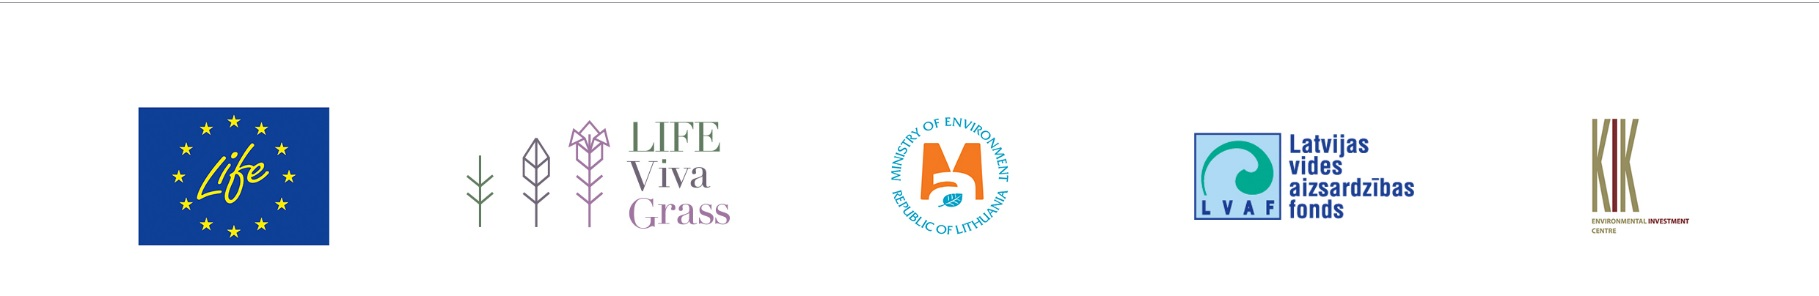 Life
LIFE
Viva
Grass
MINISTRY OF ENVIRONMENT
REPUBLIC OF LITHUANIA
Ma
LVAF
Latvijas
vides
aizsardzības
fonds
KIK
ENVIRONMENTAL INVESTMENT
CENTRE